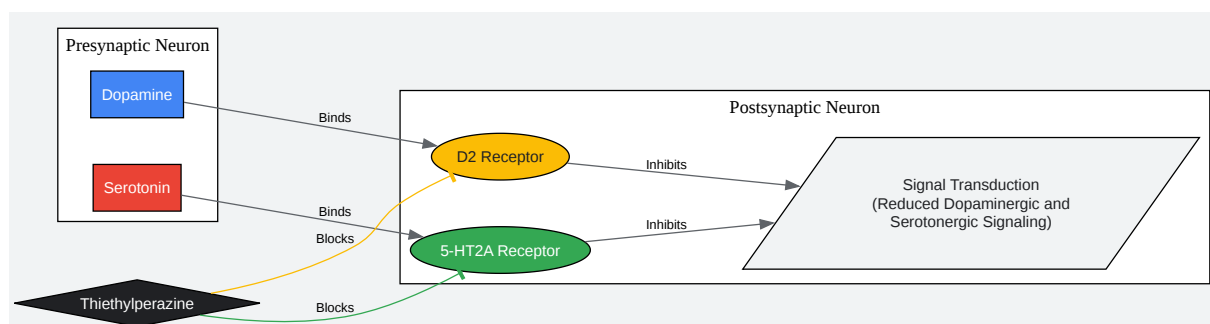 Presynaptic Neuron
Dopamine
Serotonin
Binds
Binds
Blocks
Blocks
Thiethylperazine
Postsynaptic Neuron
D2 Receptor
5-HT2A Receptor
Inhibits
Inhibits
Signal Transduction
(Reduced Dopaminergic and
Serotonergic Signaling)